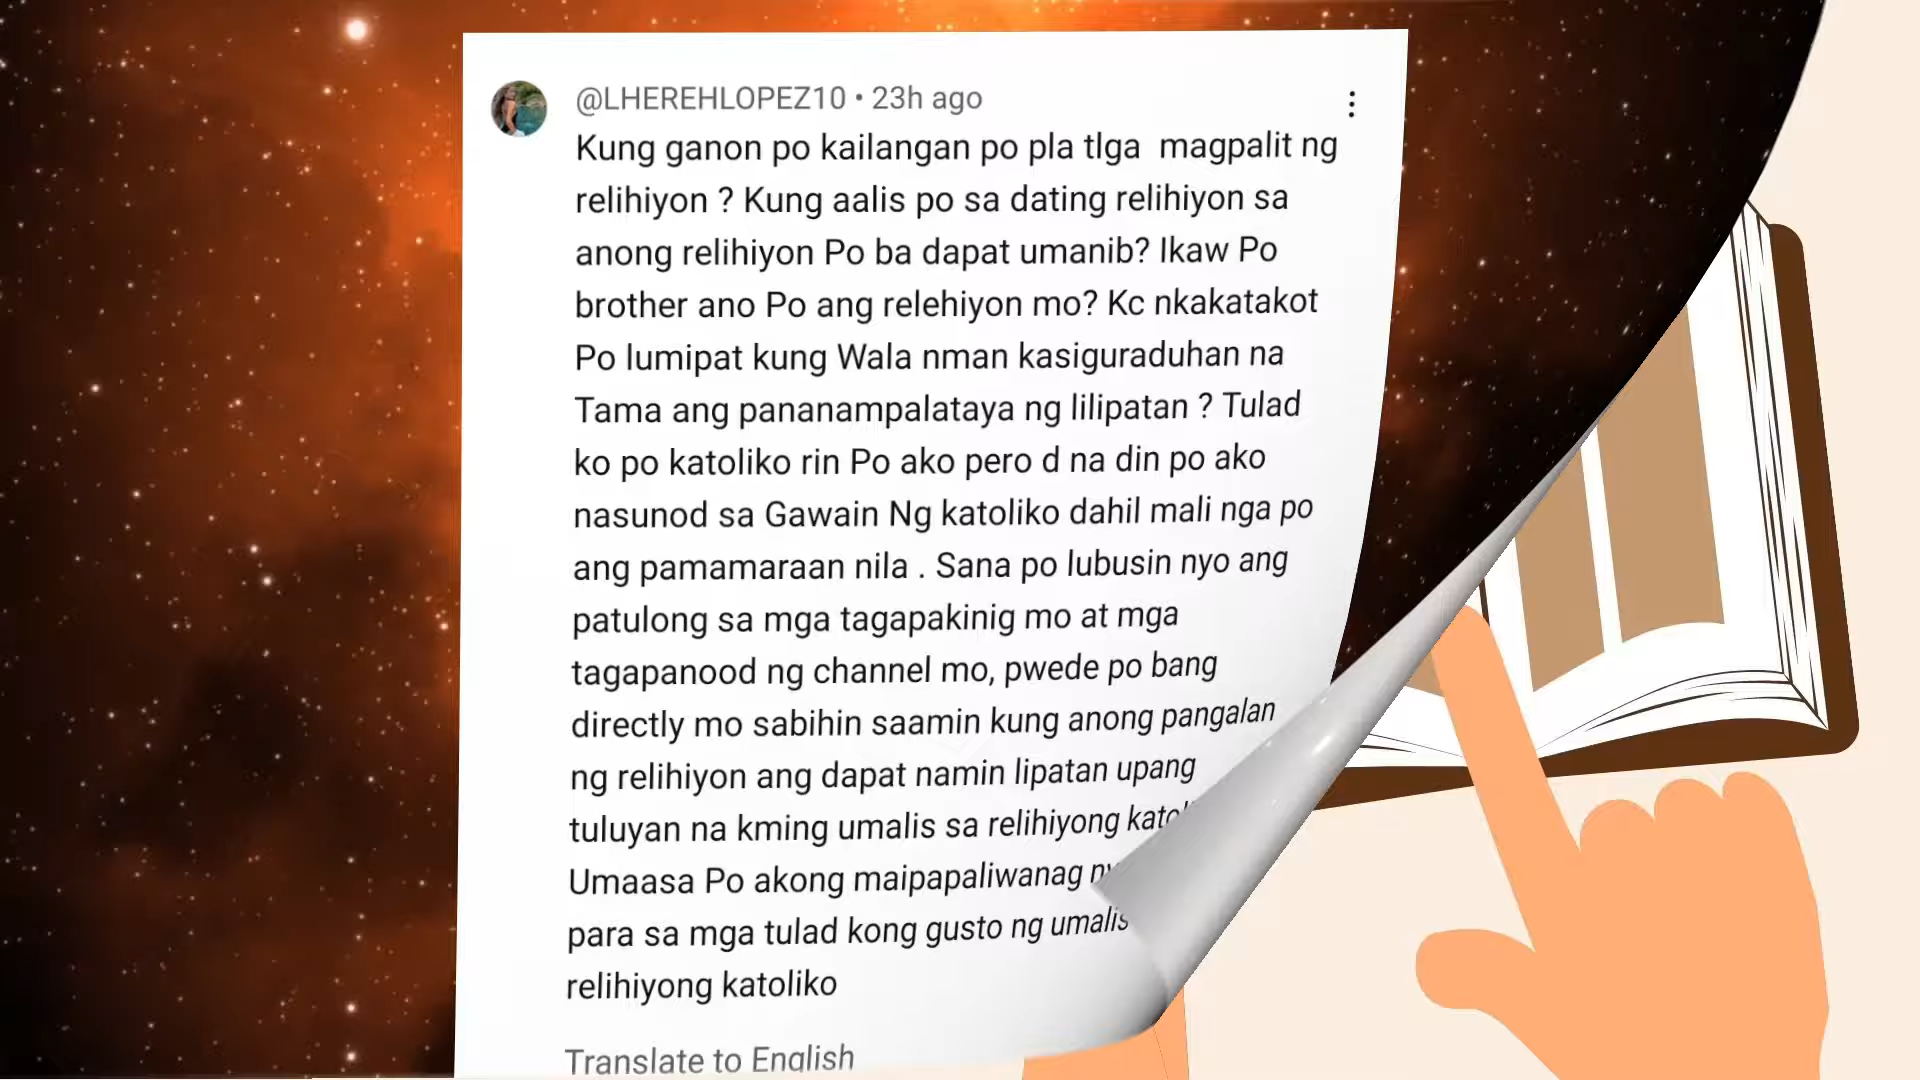 @LHEREHLOPEZ10 • 23h ago
Kung ganon po kailangan po pla tlga magpalit ng
relihiyon ? Kung aalis po sa dating relihiyon sa
anong relihiyon Po ba dapat umanib? Ikaw Po
brother ano Po ang relehiyon mo? Kc nkakatakot
Po lumipat kung Wala nman kasiguraduhan na
Tama ang pananampalataya ng lilipatan ? Tulad
ko po katoliko rin Po ako pero d na din po ako
nasunod sa Gawain Ng katoliko dahil mali nga po
ang pamamaraan nila . Sana po lubusin nyo ang
patulong sa mga tagapakinig mo at mga
tagapanood ng channel mo, pwede po bang
directly mo sabihin saamin kung anong pangalan
ng relihiyon ang dapat namin lipatan upang
tuluyan na kming umalis sa relihiyong
Umaasa Po akong maipapaliwanag
para sa mga tulad kong gusto ng umalis
relihiyong katoliko
Translate to English